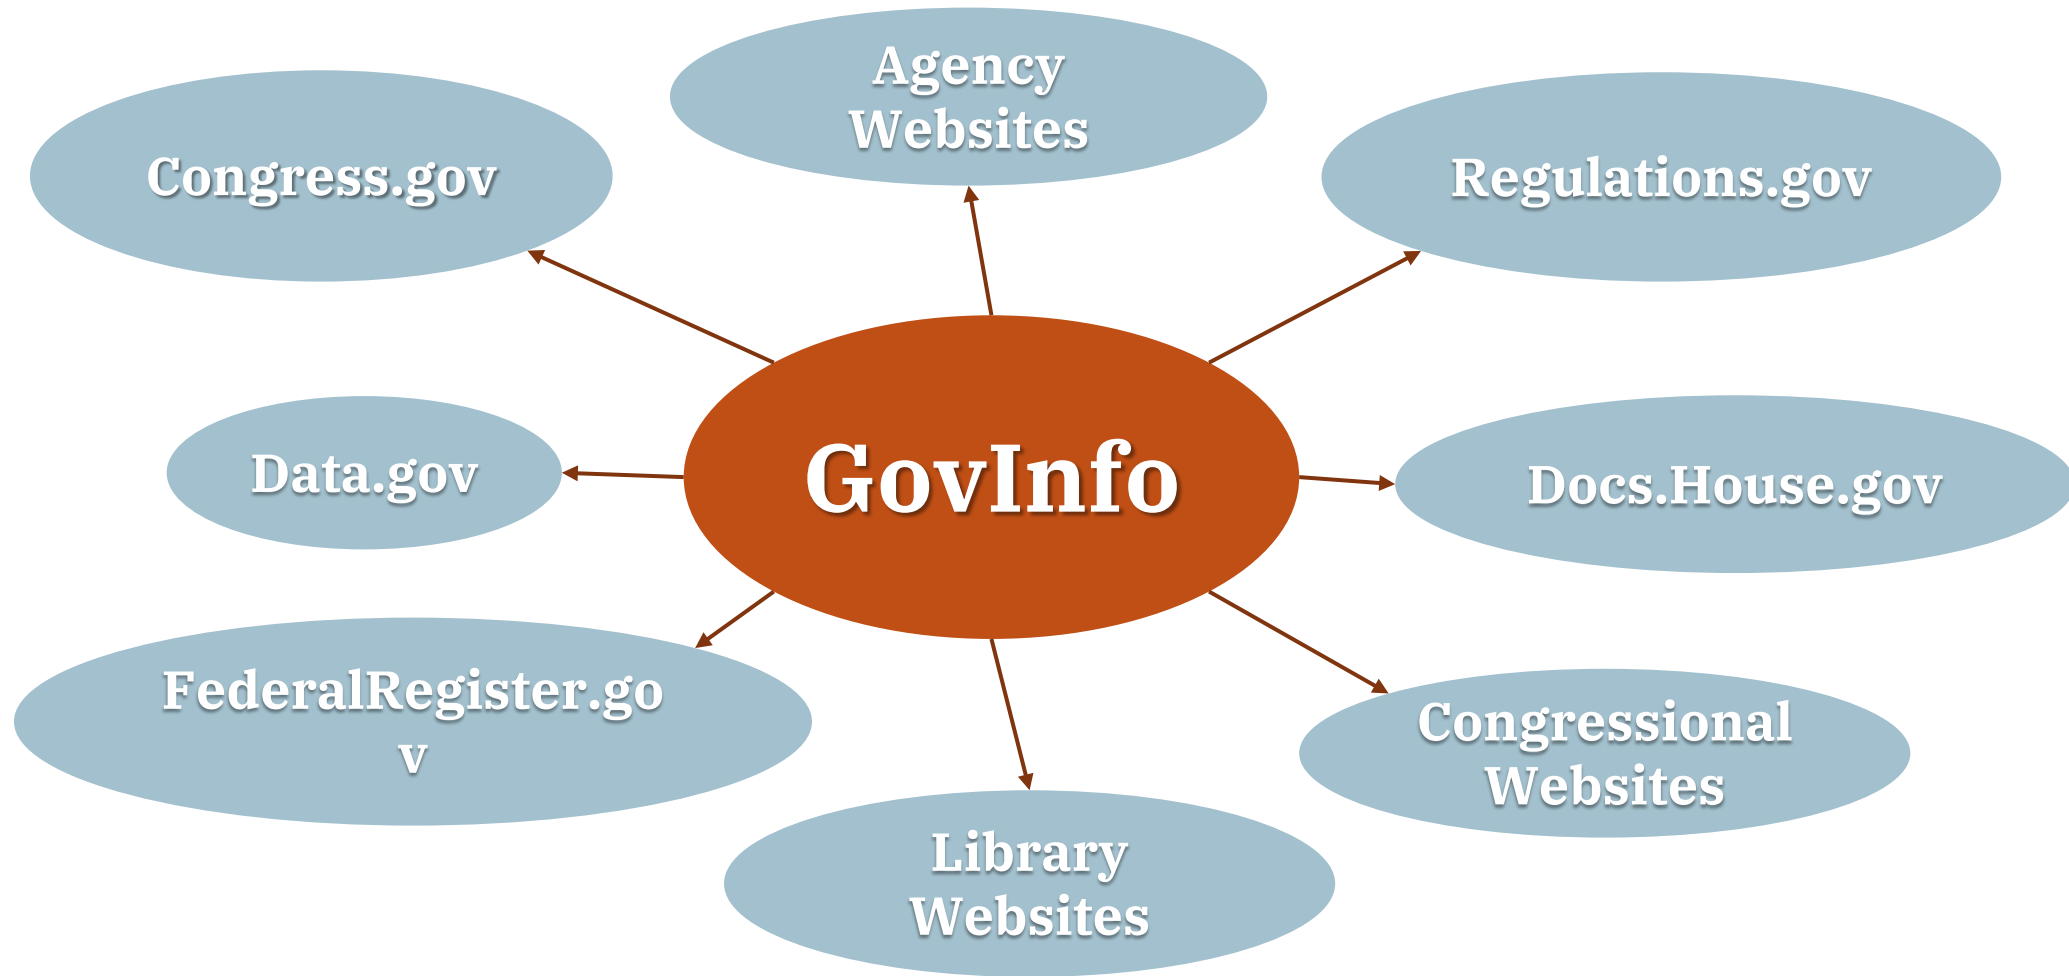 Agency
Websites
Congress.gov
Regulations.gov
GovInfo
Data.gov
Docs.House.gov
FederalRegister.go
v
Congressional
Websites
Library
Websites